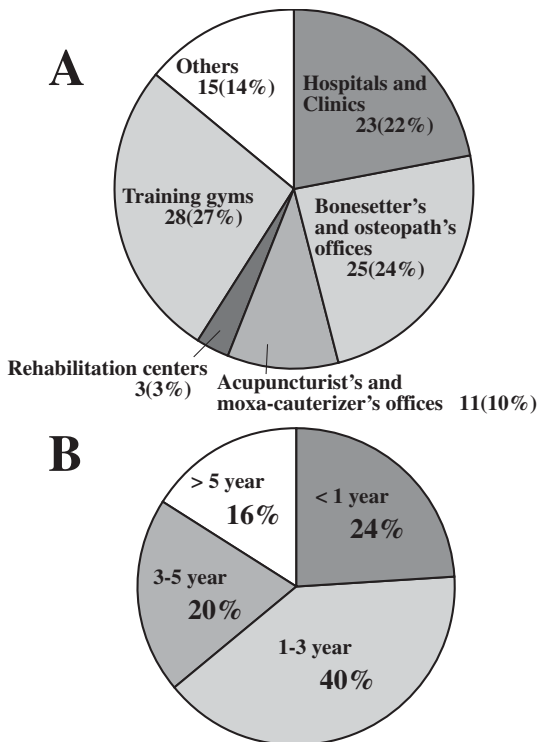 A
Others
15(14%)
Hospitals and
Clinics
23(22%)
Training gyms
28(27%)
Bonesetter's
and osteopath's
offices
25(24%)
Rehabilitation centers
3(3%)
Acupuncturist's and
moxa-cauterizer's offices 11(10%)
B
> 5 year
16%
< 1 year
24%
3-5 year
20%
1-3 year
40%